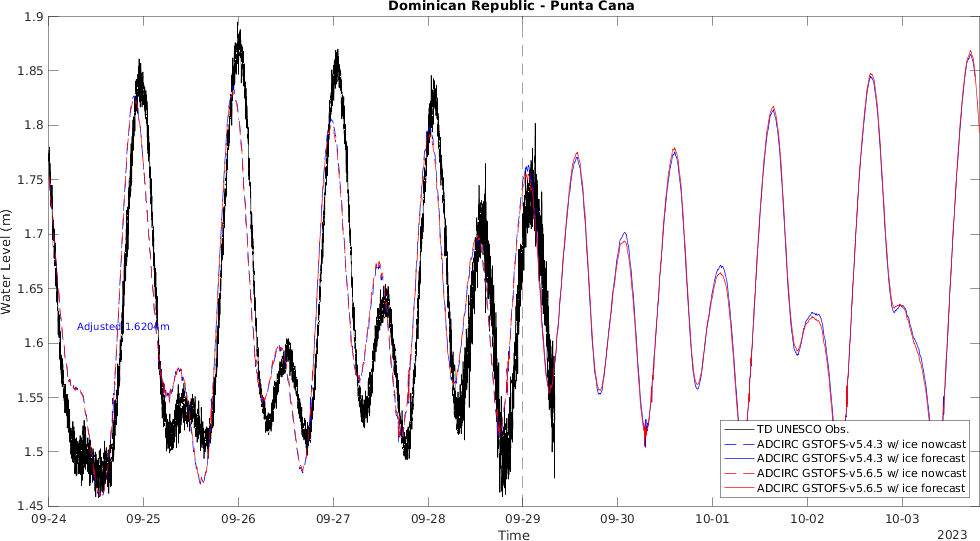 Dominican Republic - Punta Cana
1.9
1.85
1.8
1.75
1.7
1.65
1.6
1.55
1.5
1.45
Water Level (m)
Adjusted 1.6204m
TD UNESCO Obs.
ADCIRC GSTOFS-v5.4.3 w/ ice nowcast
ADCIRC GSTOFS-v5.4.3 w/ ice forecast
ADCIRC GSTOFS-v5.6.5 w/ ice nowcast
ADCIRC GSTOFS-v5.6.5 w/ ice forecast
09-24 09-25 09-26 09-27 09-28 09-29 09-30 10-01 10-02 10-03
Time
2023